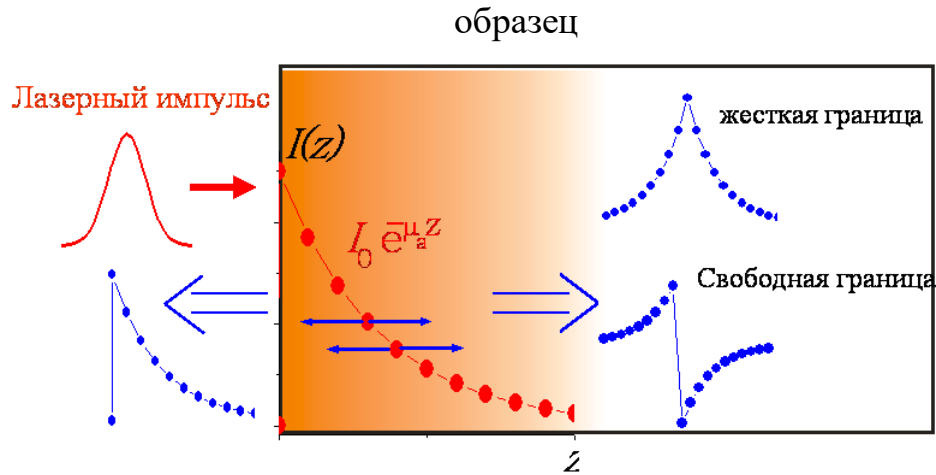 образец
Лазерный импульс
жесткая граница
I(z)
I₀ e^-μₐz
Свободная граница
z